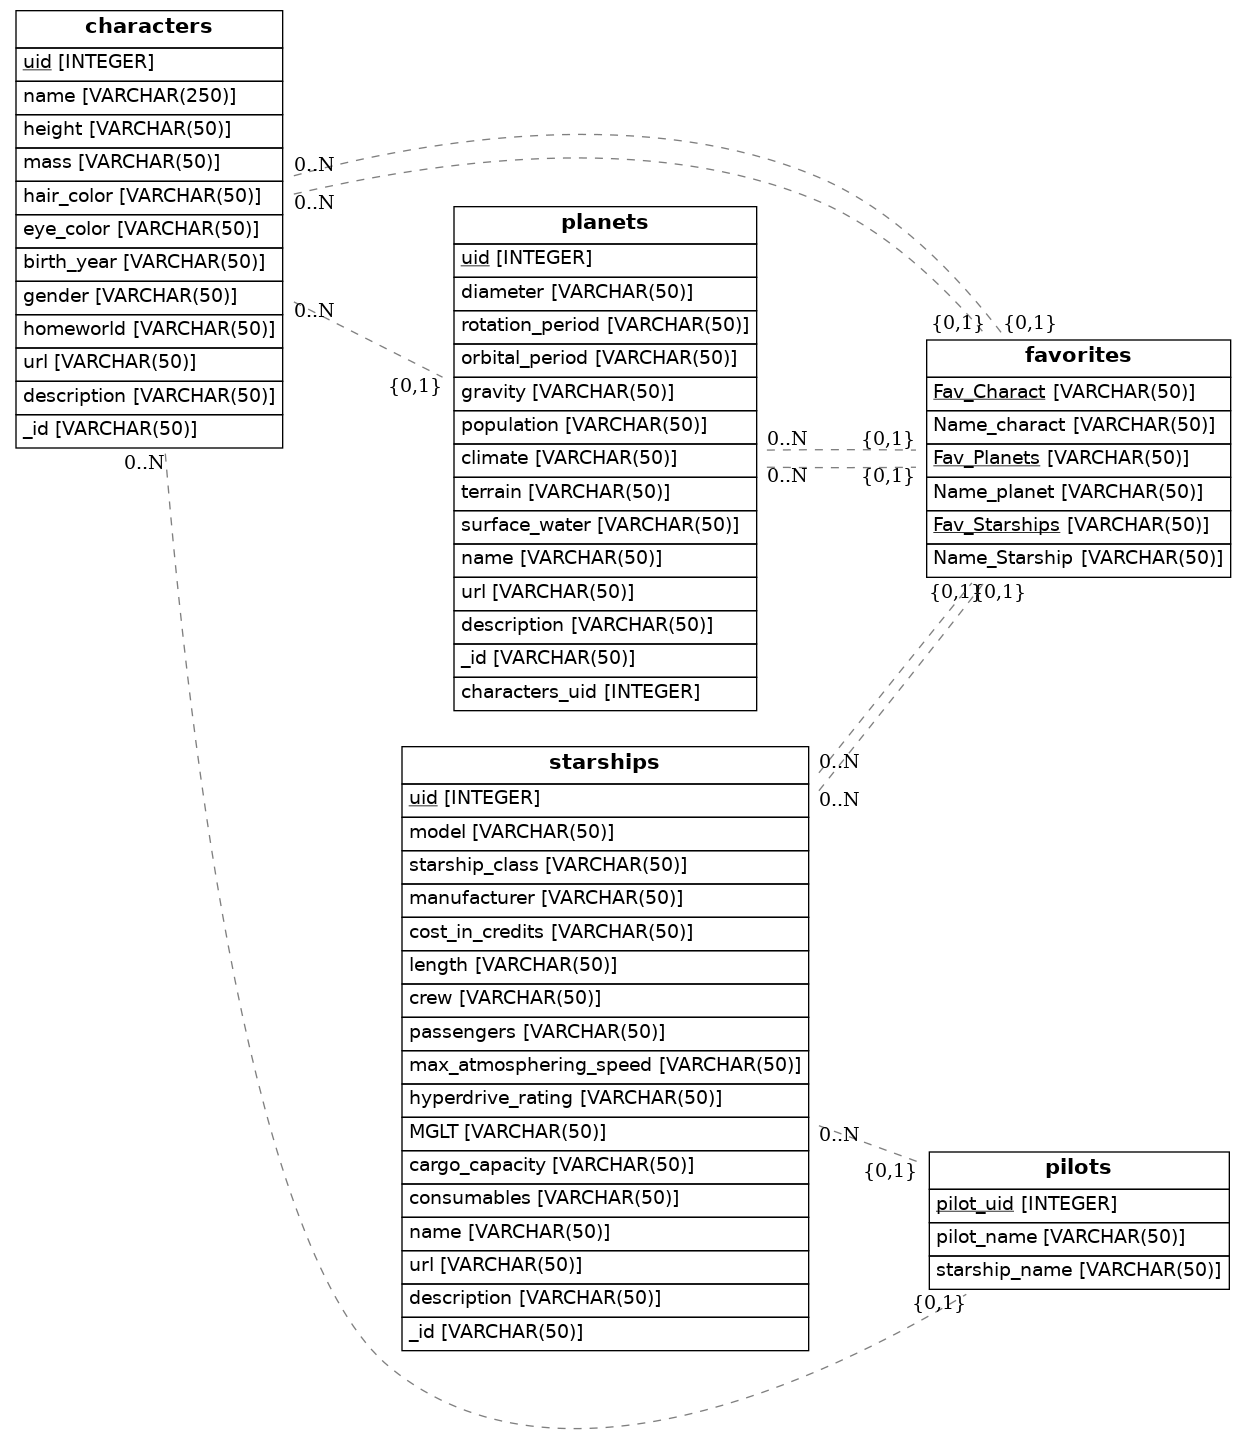 characters
uid [INTEGER]
name [VARCHAR(250)]
height [VARCHAR(50)]
mass [VARCHAR(50)]
hair_color [VARCHAR(50)]
eye_color [VARCHAR(50)]
birth_year [VARCHAR(50)]
gender [VARCHAR(50)]
homeworld [VARCHAR(50)]
url [VARCHAR(50)]
description [VARCHAR(50)]
_id [VARCHAR(50)]
0..N
0..N
0..N
0..N
planets
uid [INTEGER]
diameter [VARCHAR(50)]
rotation_period [VARCHAR(50)]
orbital_period [VARCHAR(50)]
gravity [VARCHAR(50)]
population [VARCHAR(50)]
climate [VARCHAR(50)]
terrain [VARCHAR(50)]
surface_water [VARCHAR(50)]
name [VARCHAR(50)]
url [VARCHAR(50)]
description [VARCHAR(50)]
_id [VARCHAR(50)]
characters_uid [INTEGER]
{0,1}
0..N {0,1}
0..N {0,1}
{0,1} {0,1}
favorites
Fav_Charact [VARCHAR(50)]
Name_charact [VARCHAR(50)]
Fav_Planets [VARCHAR(50)]
Name_planet [VARCHAR(50)]
Fav_Starships [VARCHAR(50)]
Name_Starship [VARCHAR(50)]
{0,1} {0,1}
starships
uid [INTEGER]
model [VARCHAR(50)]
starship_class [VARCHAR(50)]
manufacturer [VARCHAR(50)]
cost_in_credits [VARCHAR(50)]
length [VARCHAR(50)]
crew [VARCHAR(50)]
passengers [VARCHAR(50)]
max_atmosphering_speed [VARCHAR(50)]
hyperdrive_rating [VARCHAR(50)]
MGLT [VARCHAR(50)]
cargo_capacity [VARCHAR(50)]
consumables [VARCHAR(50)]
name [VARCHAR(50)]
url [VARCHAR(50)]
description [VARCHAR(50)]
_id [VARCHAR(50)]
0..N
0..N
0..N
{0,1}
pilots
pilot_uid [INTEGER]
pilot_name [VARCHAR(50)]
starship_name [VARCHAR(50)]
{0,1}